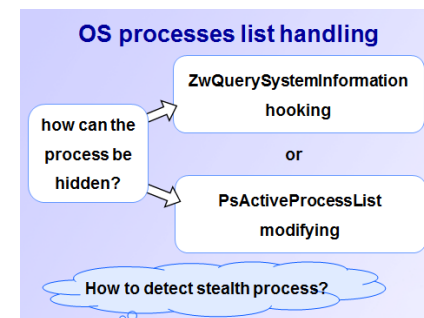 OS processes list handling
ZwQuerySystemInformation
hooking
how can the
process be
hidden?
or
PsActiveProcessList
modifying
How to detect stealth process?